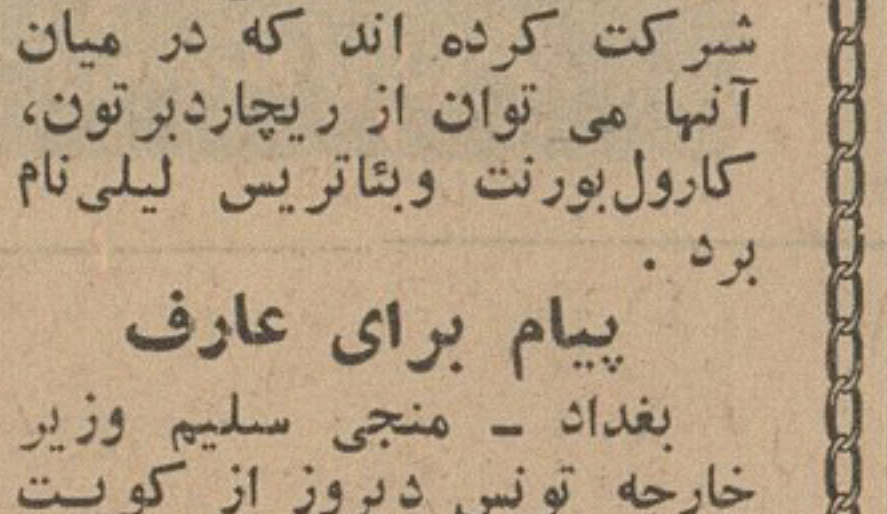 شرکت کرده اند که در میان
آنها می توان از ریچاردبرتون،
کارول‌بورنت وبئاتریس لیلی‌نام
برد .
پیام برای عارف
بغداد ـ منجی سلیم وزیر
خارجه تونس دیروز از کویت